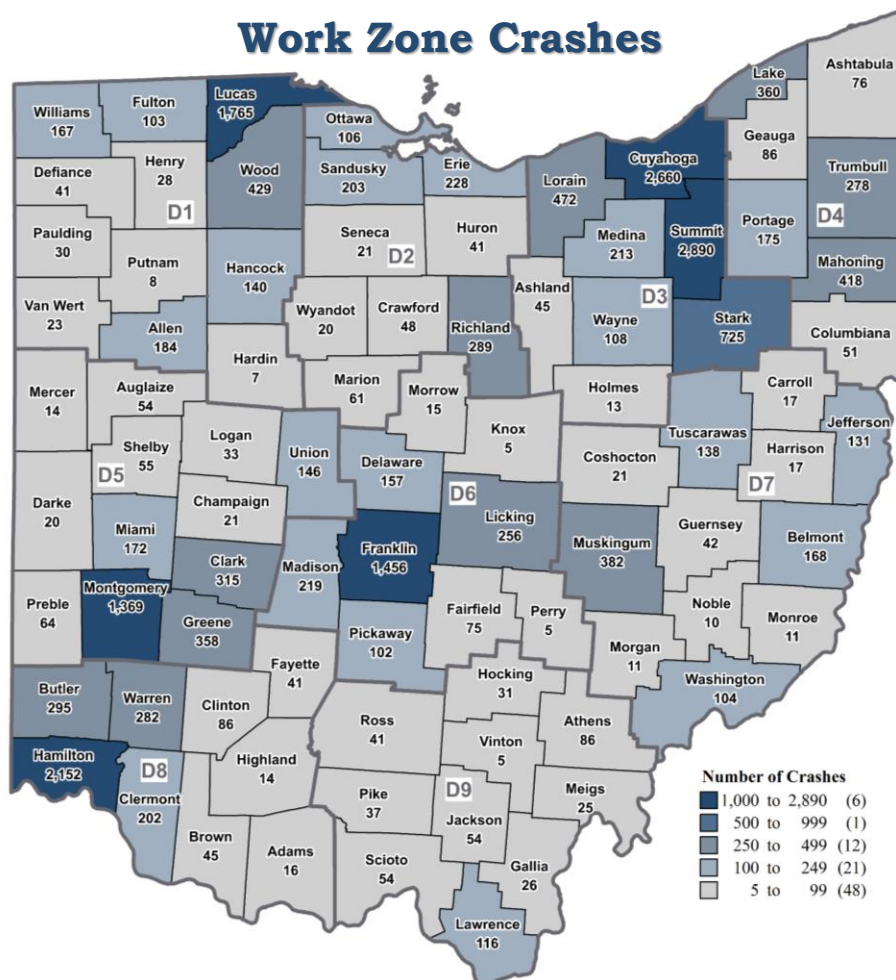 Work Zone Crashes
Williams
167
Fulton
103
Lucas
1,765
Ottawa
106
Lake
360
Ashtabula
76
Geauga
86
Cuyahoga
2,660
Defiance
41
Henry
28
D1
Wood
429
Sandusky
203
Erie
228
Lorain
472
Medina
213
Summit
2,890
Portage
175
Trumbull
278
D4
Paulding
30
Putnam
8
Hancock
140
Seneca
21
D2
Huron
41
Ashland
45
D3
Wayne
108
Stark
725
Mahoning
418
Columbiana
51
Van Wert
23
Allen
184
Hardin
7
Wyandot
20
Crawford
48
Richland
289
Mercer
14
Auglaize
54
Marion
61
Morrow
15
Holmes
13
Carroll
17
Jefferson
131
Shelby
55
D5
Logan
33
Union
146
Delaware
157
Knox
5
D6
Coshocton
21
Tuscarawas
138
Harrison
17
D7
Darke
20
Miami
172
Champaign
21
Licking
256
Muskingum
382
Guernsey
42
Belmont
168
Clark
315
Madison
219
Franklin
1,456
Preble
64
Montgomery
1,369
Greene
358
Pickaway
102
Fairfield
75
Perry
5
Morgan
11
Noble
10
Monroe
11
Fayette
41
Hocking
31
Washington
104
Butler
295
Warren
282
Clinton
86
Ross
41
Vinton
5
Athens
86
Hamilton
2,152
D8
Clermont
202
Highland
14
Pike
37
D9
Jackson
54
Meigs
25
Brown
45
Adams
16
Scioto
54
Gallia
26
Lawrence
116
Number of Crashes
1,000 to 2,890 (6)
500 to 999 (1)
250 to 499 (12)
100 to 249 (21)
5 to 99 (48)